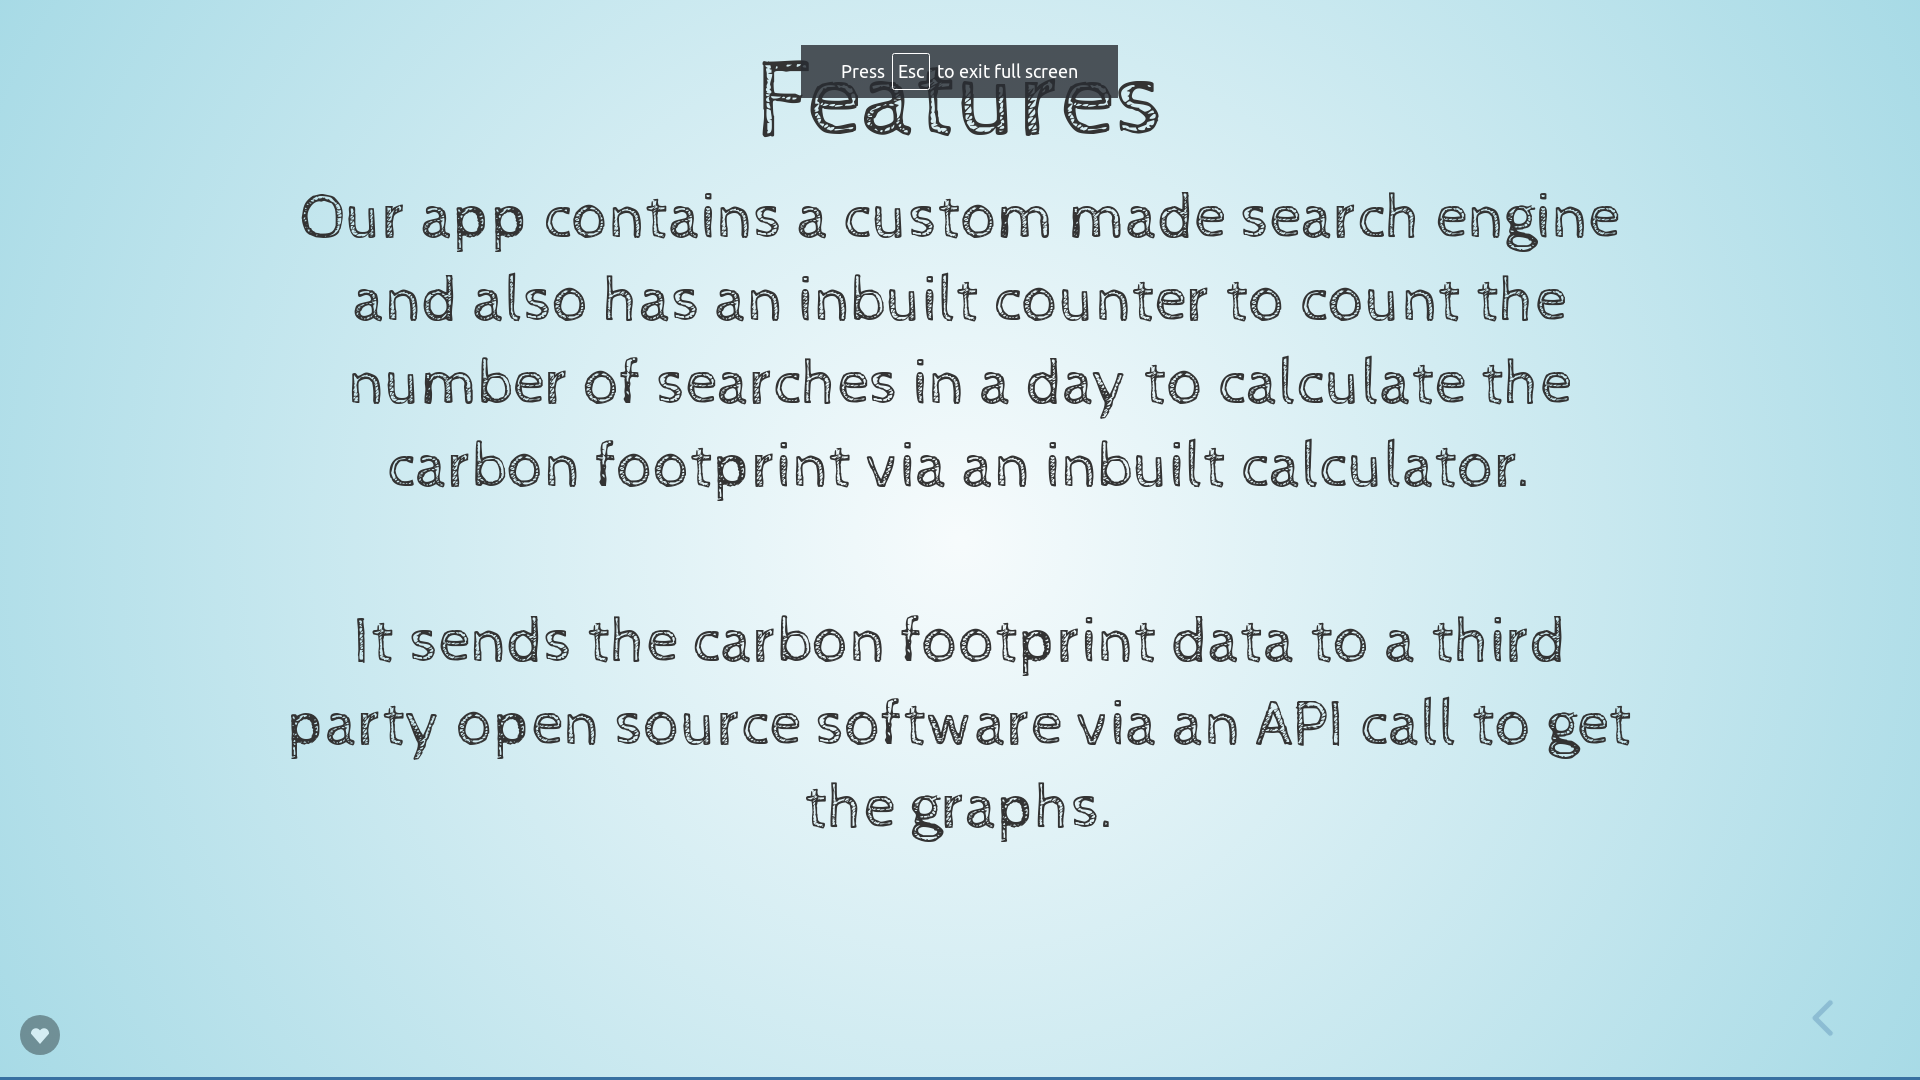 Features
Press Esc to exit full screen
Our app contains a custom made search engine
and also has an inbuilt counter to count the
number of searches in a day to calculate the
carbon footprint via an inbuilt calculator.
It sends the carbon footprint data to a third
party open source software via an API call to get
the graphs.